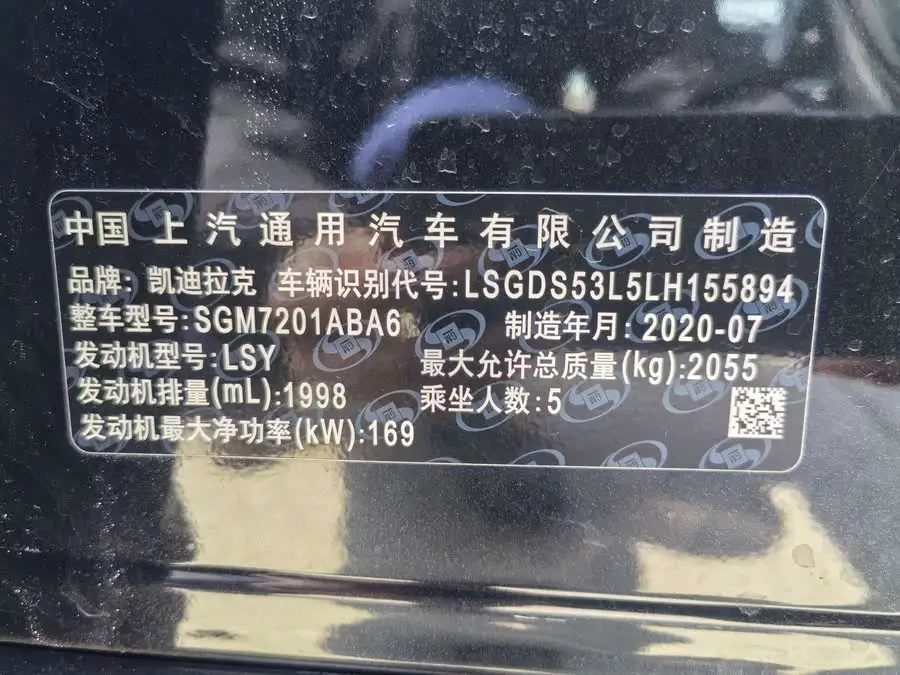 中国 上汽通用汽车有限公司制造
品牌: 凯迪拉克 车辆识别代号:LSGDS53L5LH155894
整车型号:SGM7201ABA6 制造年月: 2020-07
发动机型号:LSY 最大允许总质量(kg):2055
发动机排量(mL):1998 乘坐人数:5
发动机最大净功率(kW):169